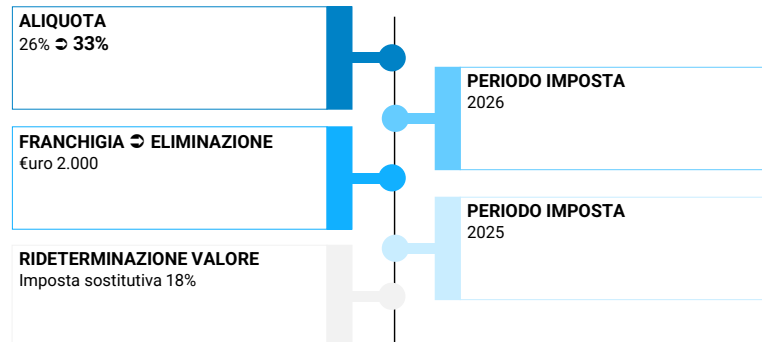 ALIQUOTA
26% ➲ 33%
PERIODO IMPOSTA
2026
FRANCHIGIA ➲ ELIMINAZIONE
€uro 2.000
PERIODO IMPOSTA
2025
RIDETERMINAZIONE VALORE
Imposta sostitutiva 18%